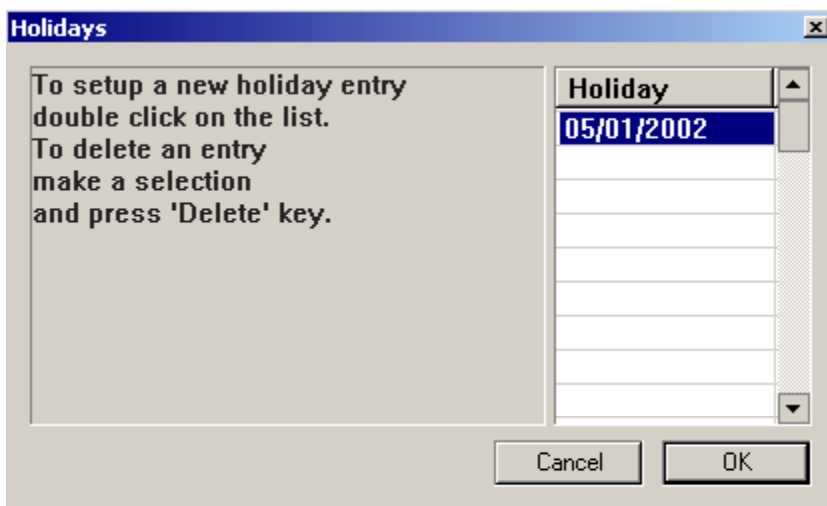 Holidays
To setup a new holiday entry
double click on the list.
To delete an entry
make a selection
and press 'Delete' key.
Holiday
05/01/2002
Cancel
OK